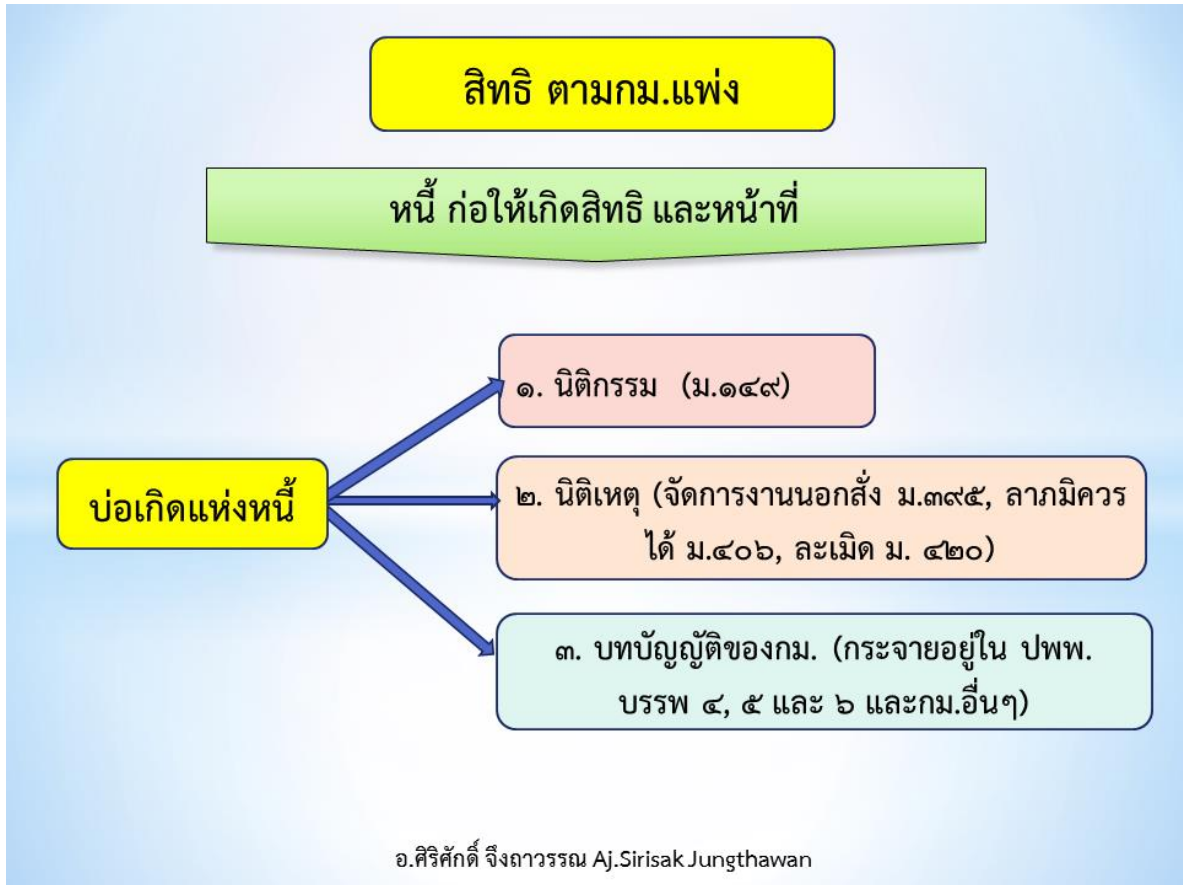 สิทธิ ตามกม.แพ่ง
หนี้ ก่อให้เกิดสิทธิ และหน้าที่
๑. นิติกรรม (ม.๑๔๙)
บ่อเกิดแห่งหนี้
๒. นิติเหตุ (จัดการงานนอกสั่ง ม.๓๙๕, ลาภมิควร
ได้ ม.๔๐๖, ละเมิด ม. ๔๒๐)
๓. บทบัญญัติของกม. (กระจายอยู่ใน ปพพ.
บรรพ ๔, ๕ และ ๖ และกม.อื่นๆ)
อ.ศิริศักดิ์ จึงถาวรรณ Aj.Sirisak Jungthawan